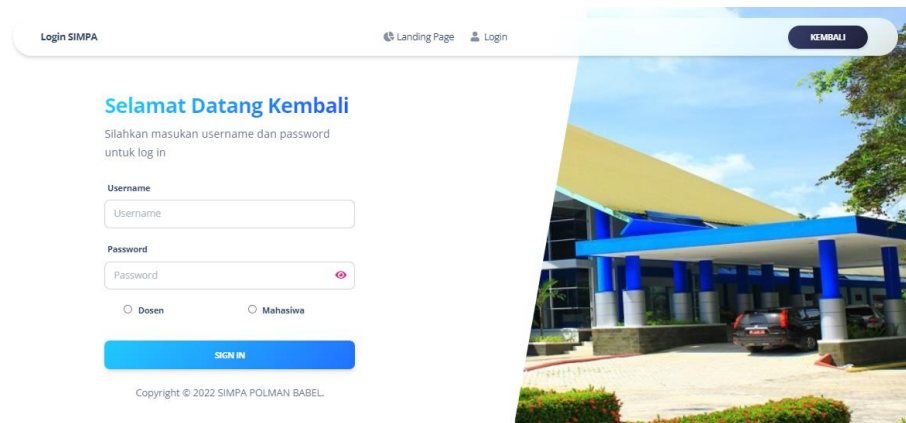 Login SIMPA
Landing Page
Login
KEMBALI
Selamat Datang Kembali
Silahkan masukan username dan password
untuk log in
Username
Username
Password
Password
Dosen
Mahasiwa
SIGN IN
Copyright © 2022 SIMPA POLMAN BABEL.